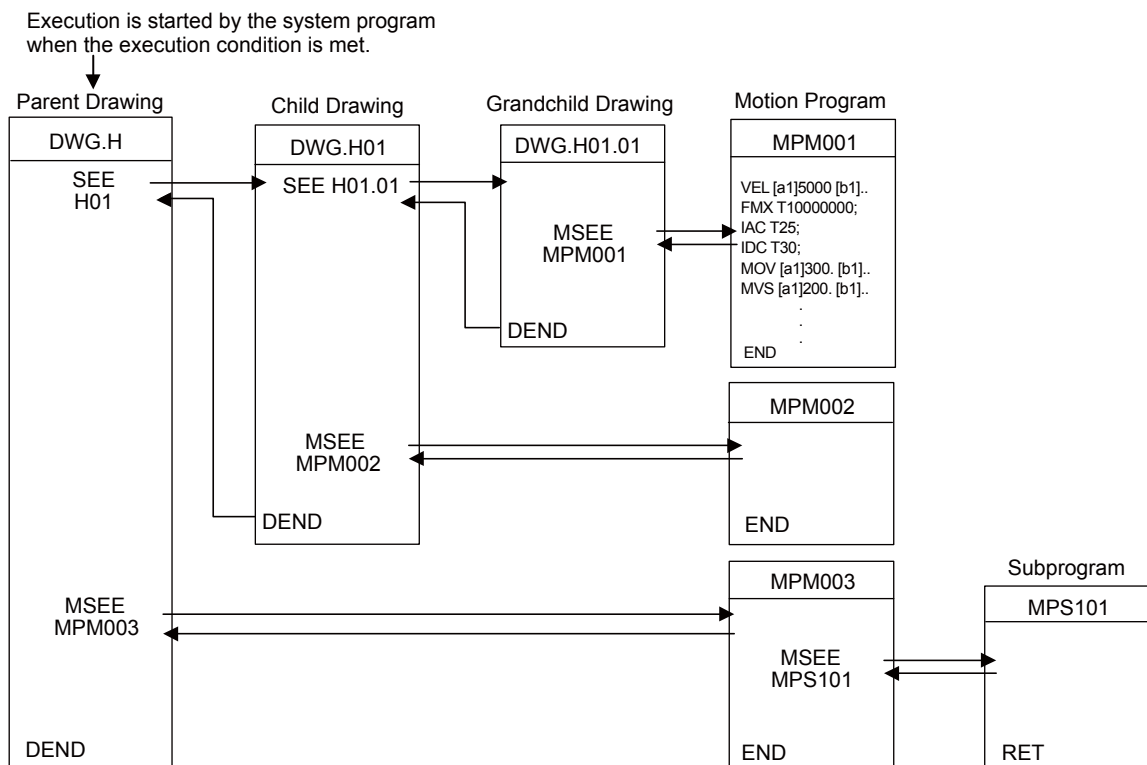 Execution is started by the system program
when the execution condition is met.
Parent Drawing
DWG.H
SEE
H01
MSEE
MPM003
DEND
Child Drawing
DWG.H01
SEE H01.01
MSEE
MPM002
DEND
Grandchild Drawing
DWG.H01.01
MSEE
MPM001
DEND
Motion Program
MPM001
VEL [a1]5000 [b1]..
FMX T10000000;
IAC T25;
IDC T30;
MOV [a1]300. [b1]..
MVS [a1]200. [b1]..
.
.
.
END
MPM002
END
MPM003
MSEE
MPS101
END
Subprogram
MPS101
RET